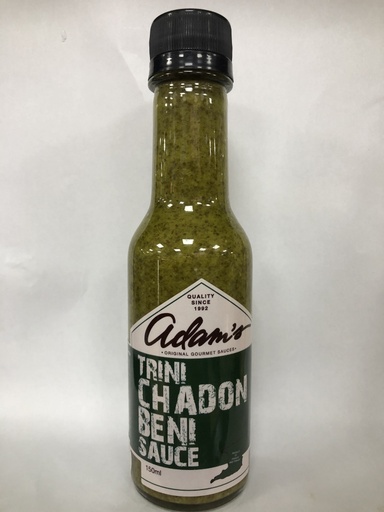 QUALITY
SINCE
1992
Adam's
• ORIGINAL GOURMET SAUCES •
TRINI
CHADON
BENI
SAUCE
150ml